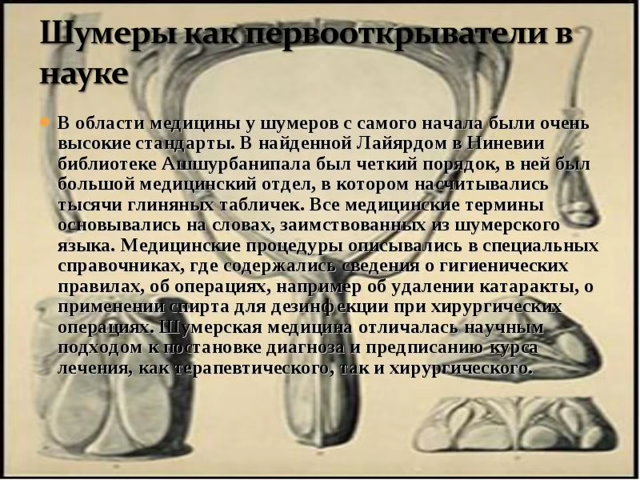 Шумеры как первооткрыватели в
науке
В области медицины у шумеров с самого начала были очень
высокие стандарты. В найденной Лайярдом в Ниневии
библиотеке Ашшурбанипала был четкий порядок, в ней был
большой медицинский отдел, в котором насчитывались
тысячи глиняных табличек. Все медицинские термины
основывались на словах, заимствованных из шумерского
языка. Медицинские процедуры описывались в специальных
справочниках, где содержались сведения о гигиенических
правилах, об операциях, например об удалении катаракты, о
применении спирта для дезинфекции при хирургических
операциях. Шумерская медицина отличалась научным
подходом к постановке диагноза и предписанию курса
лечения, как терапевтического, так и хирургического.